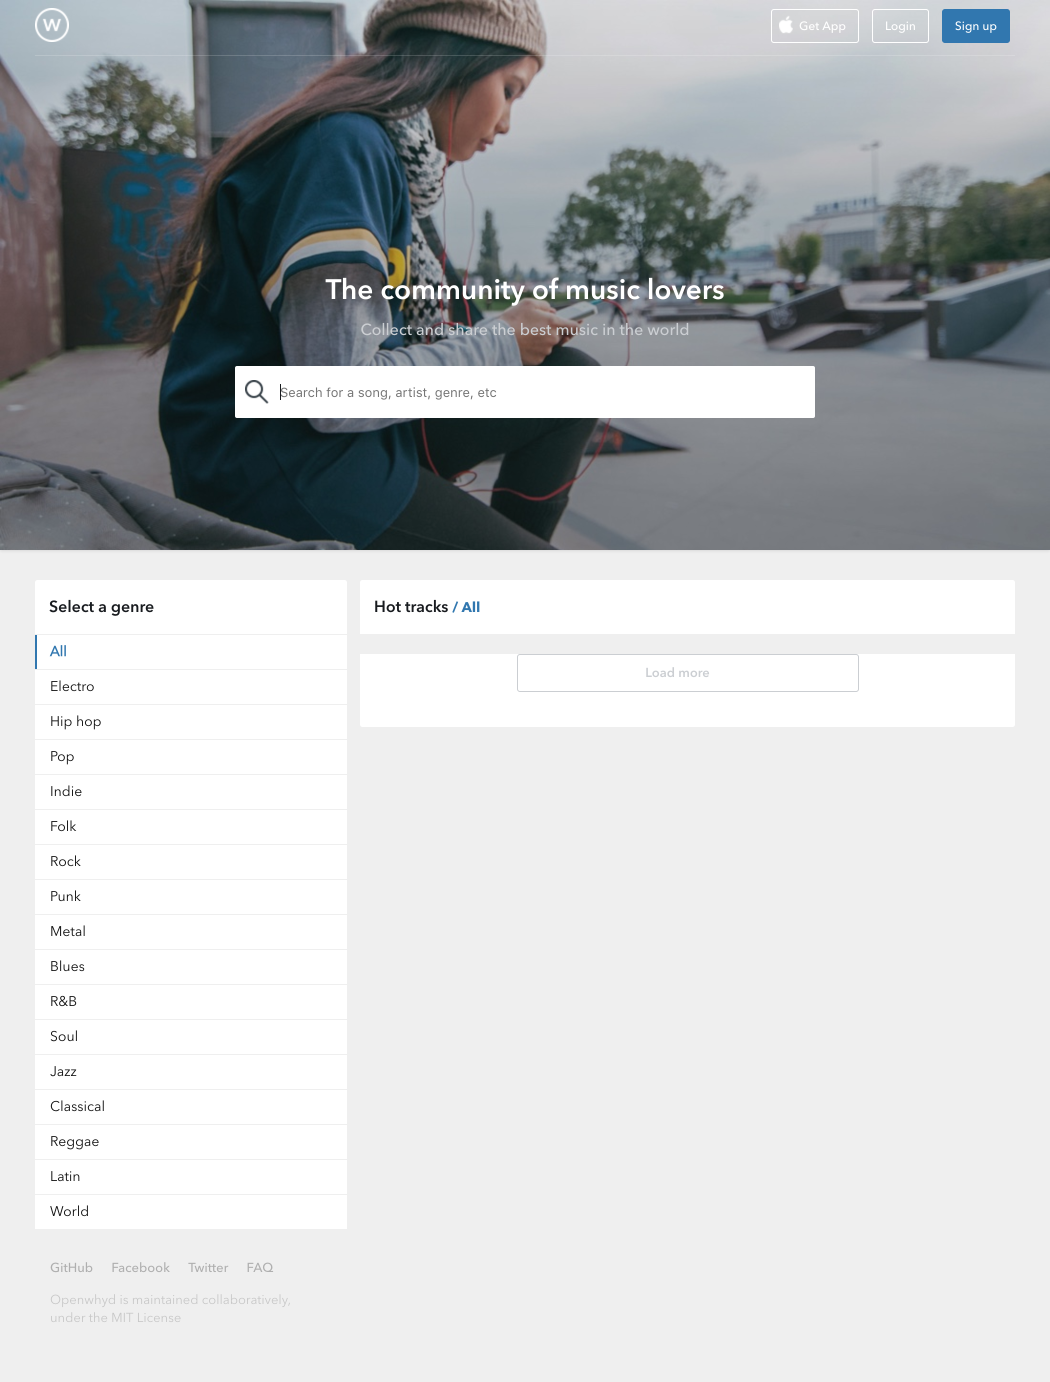 W
Get App
Login
Sign up
The community of music lovers
Collect and share the best music in the world
Search for a song, artist, genre, etc
Select a genre
All
Electro
Hip hop
Pop
Indie
Folk
Rock
Punk
Metal
Blues
R&B
Soul
Jazz
Classical
Reggae
Latin
World
Hot tracks / All
Load more
GitHub Facebook Twitter FAQ
Openwhyd is maintained collaboratively,
under the MIT License